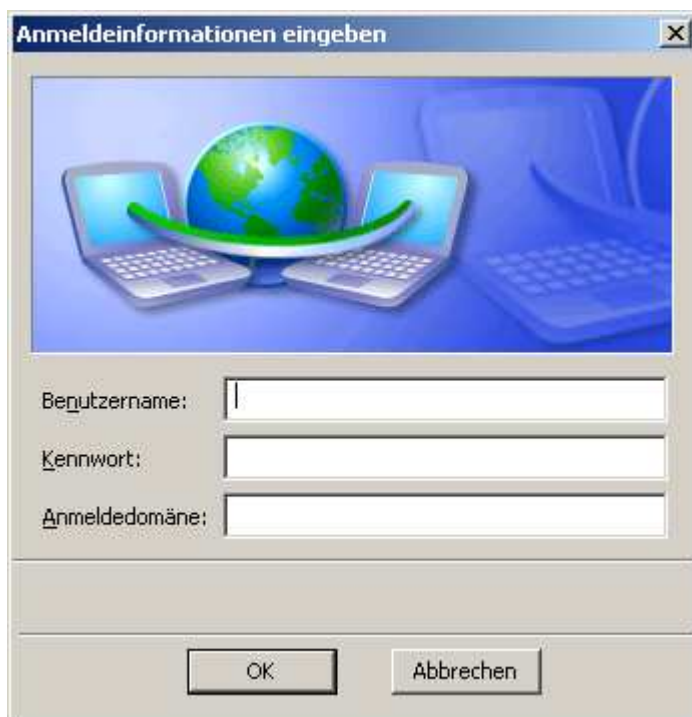 Anmeldeinformationen eingeben
Benutzername:
Kennwort:
Anmeldedomäne:
OK Abbrechen